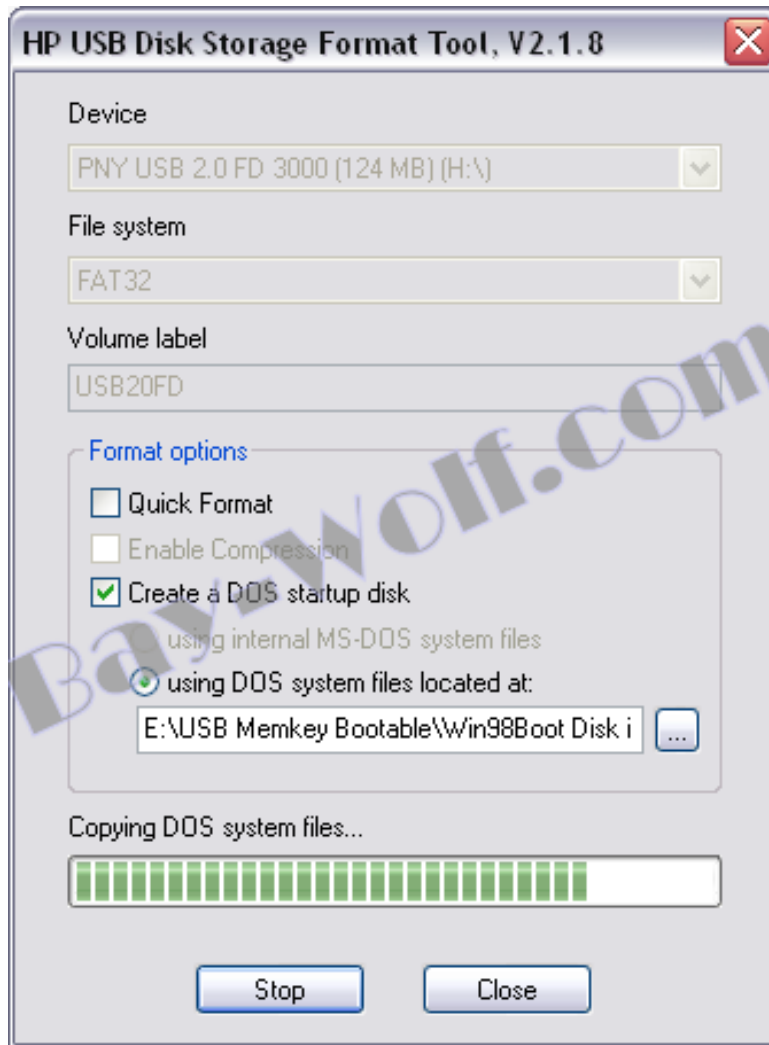 HP USB Disk Storage Format Tool, V2.1.8
Device
PNY USB 2.0 FD 3000 (124 MB) (H:\)
File system
FAT32
Volume label
USB20FD
Format options
Quick Format
Enable Compression
Create a DOS startup disk
using internal MS-DOS system files
using DOS system files located at:
E:\USB Memkey Bootable\Win98Boot Disk i
...
Copying DOS system files...
Stop Close
Bay-Wolf.com